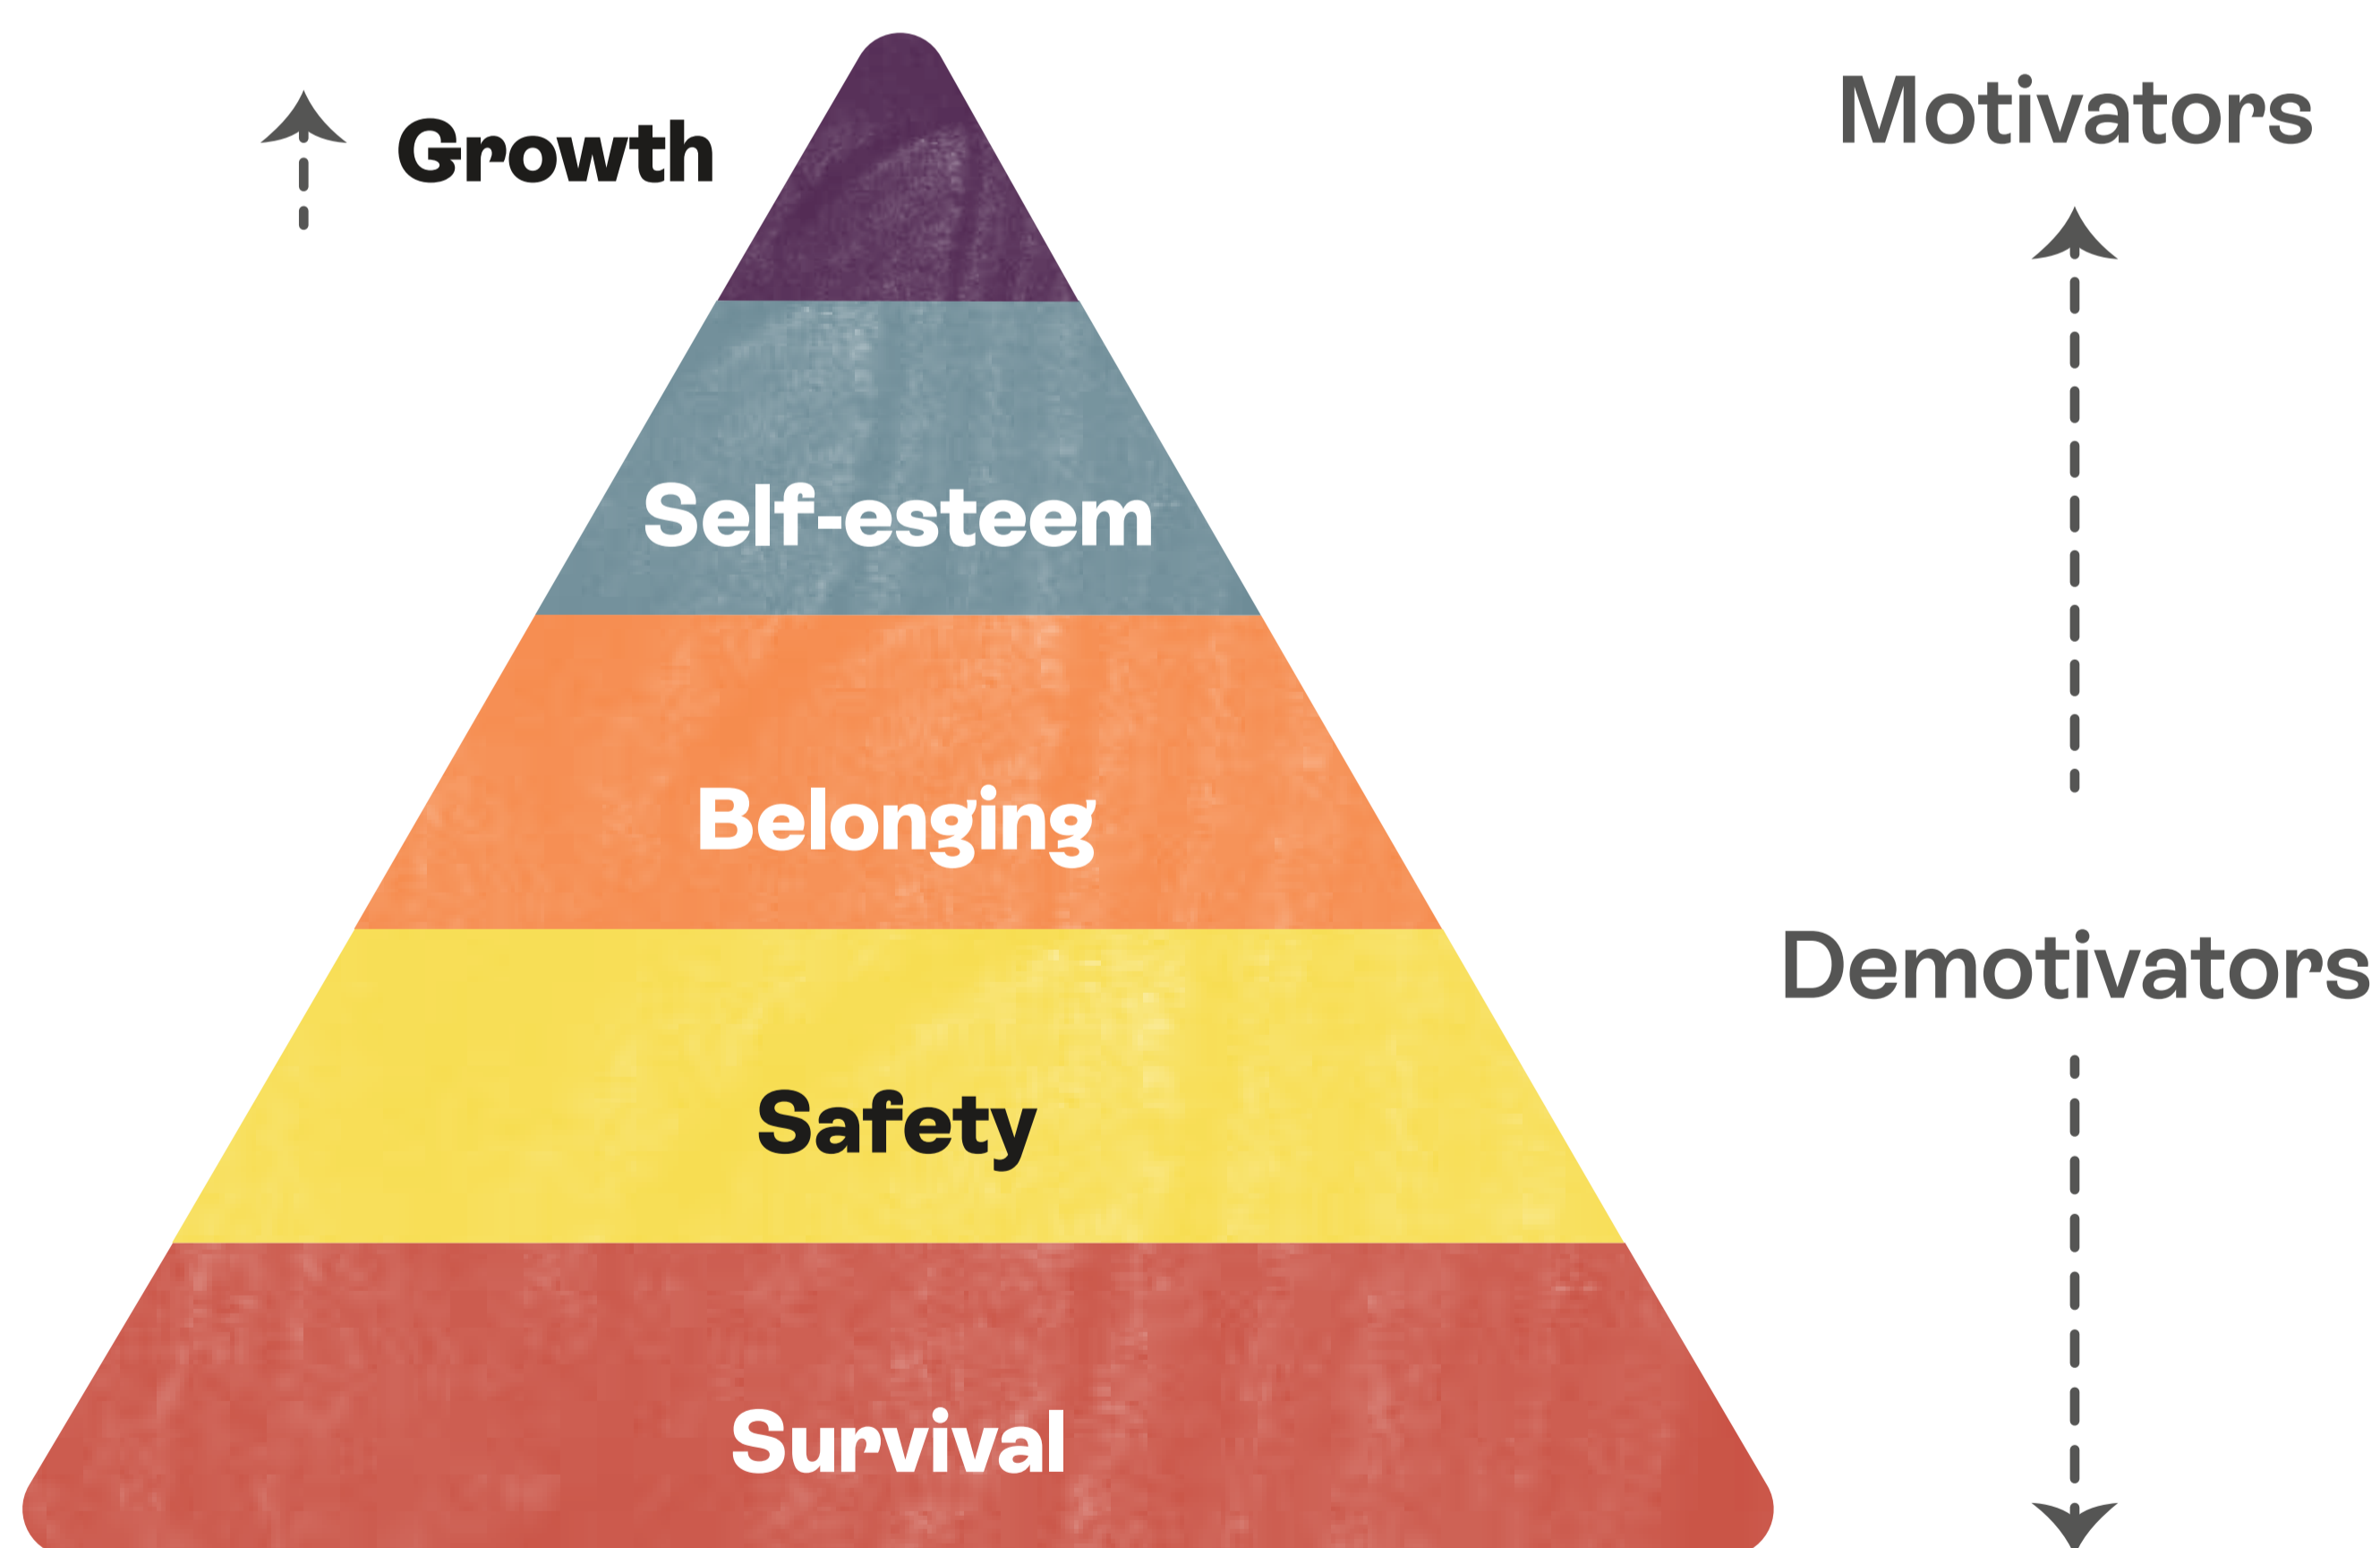 Motivators
Growth
Self-esteem
Belonging
Demotivators
Safety
Survival